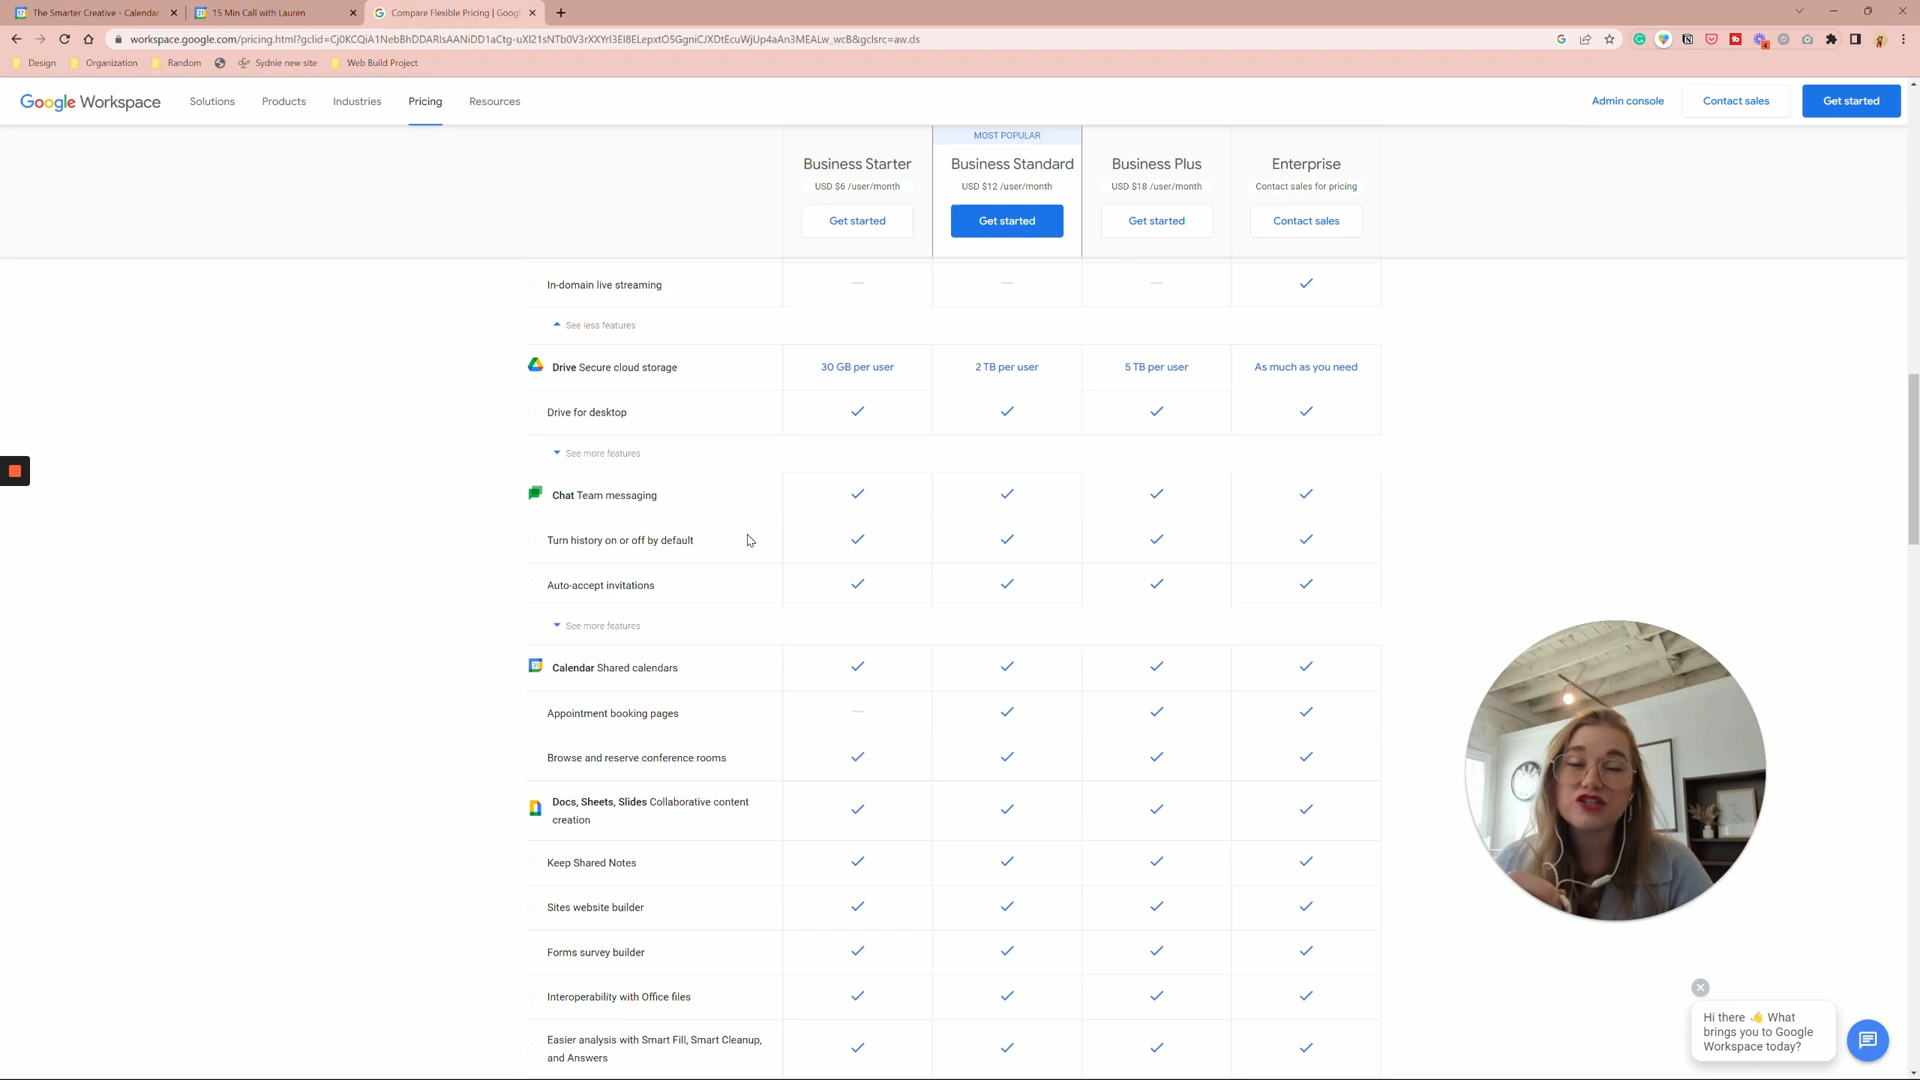 The Smarter Creative - Calendar
15 Min Call with Lauren
Compare Flexible Pricing | Goog
workspace.google.com/pricing.html?gclid=Cj0KCQiA1NebBhDDARIsAANiDD1aCtg-uXI21sNTb0V3rXXYrI3EI8ELepxtO5GgniCJXDtEcuWjUp4aAn3MEALw_wcB&gclsrc=aw.ds
Design
Organization
Random
Sydnie new site
Web Build Project
Google Workspace
Solutions
Products
Industries
Pricing
Resources
Admin console
Contact sales
Get started
MOST POPULAR
Business Starter
Business Standard
Business Plus
Enterprise
USD $6 /user/month
USD $12 /user/month
USD $18 /user/month
Contact sales for pricing
Get started
Get started
Get started
Contact sales
In-domain live streaming
See less features
Drive Secure cloud storage
30 GB per user
2 TB per user
5 TB per user
As much as you need
Drive for desktop
See more features
Chat Team messaging
Turn history on or off by default
Auto-accept invitations
See more features
Calendar Shared calendars
Appointment booking pages
Browse and reserve conference rooms
Docs, Sheets, Slides Collaborative content
creation
Keep Shared Notes
Sites website builder
Forms survey builder
Interoperability with Office files
Easier analysis with Smart Fill, Smart Cleanup,
and Answers
Hi there 👋 What
brings you to Google
Workspace today?